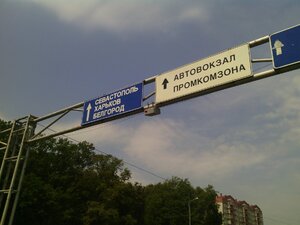 СЕВАСТОПОЛЬ
ХАРЬКОВ
БЕЛГОРОД
АВТОВОКЗАЛ
ПРОМКОМЗОНА